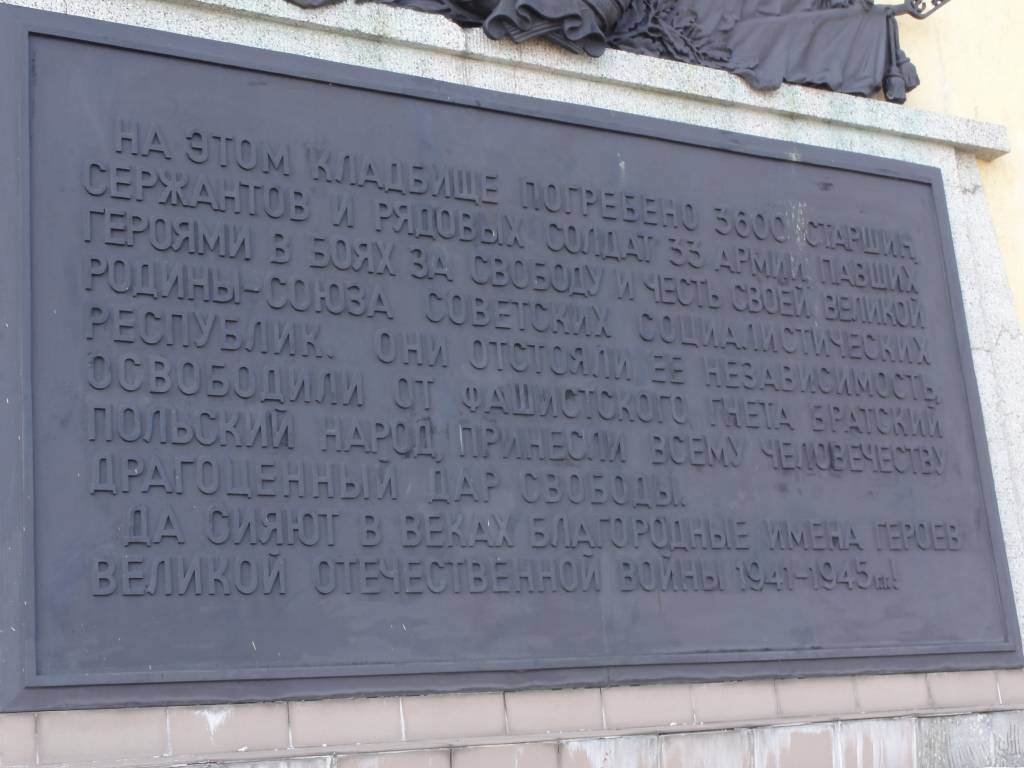 НА ЭТОМ КЛАДБИЩЕ ПОГРЕБЕНО 3600 СТАРШИН,
СЕРЖАНТОВ И РЯДОВЫХ СОЛДАТ 33 АРМИИ ПАВШИХ
ГЕРОЯМИ В БОЯХ ЗА СВОБОДУ И ЧЕСТЬ СВОЕЙ ВЕЛИКОЙ
РОДИНЫ-СОЮЗА СОВЕТСКИХ СОЦИАЛИСТИЧЕСКИХ
РЕСПУБЛИК. ОНИ ОТСТОЯЛИ ЕЕ НЕЗАВИСИМОСТЬ,
ОСВОБОДИЛИ ОТ ФАШИСТСКОГО ГНЕТА БРАТСКИЙ
ПОЛЬСКИЙ НАРОД, ПРИНЕСЛИ ВСЕМУ ЧЕЛОВЕЧЕСТВУ
ДРАГОЦЕННЫЙ ДАР СВОБОДЫ.
ДА СИЯЮТ В ВЕКАХ БЛАГОРОДНЫЕ ИМЕНА ГЕРОЕВ
ВЕЛИКОЙ ОТЕЧЕСТВЕННОЙ ВОЙНЫ 1941-1945 г.г.!